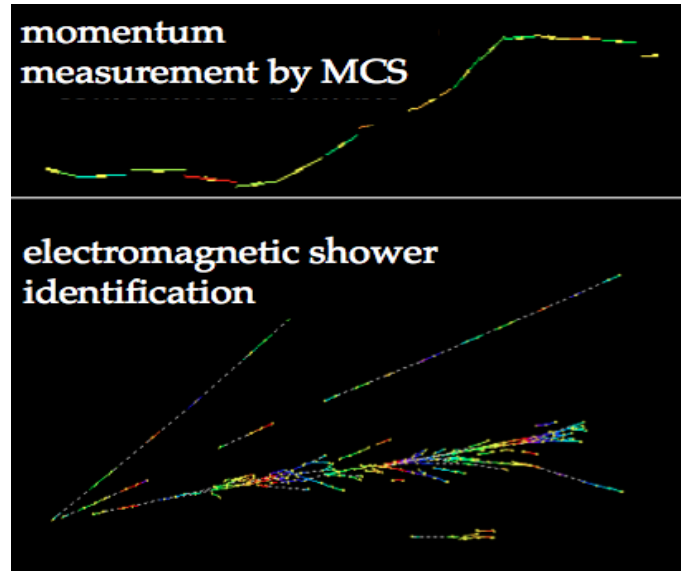 momentum
measurement by MCS
electromagnetic shower
identification